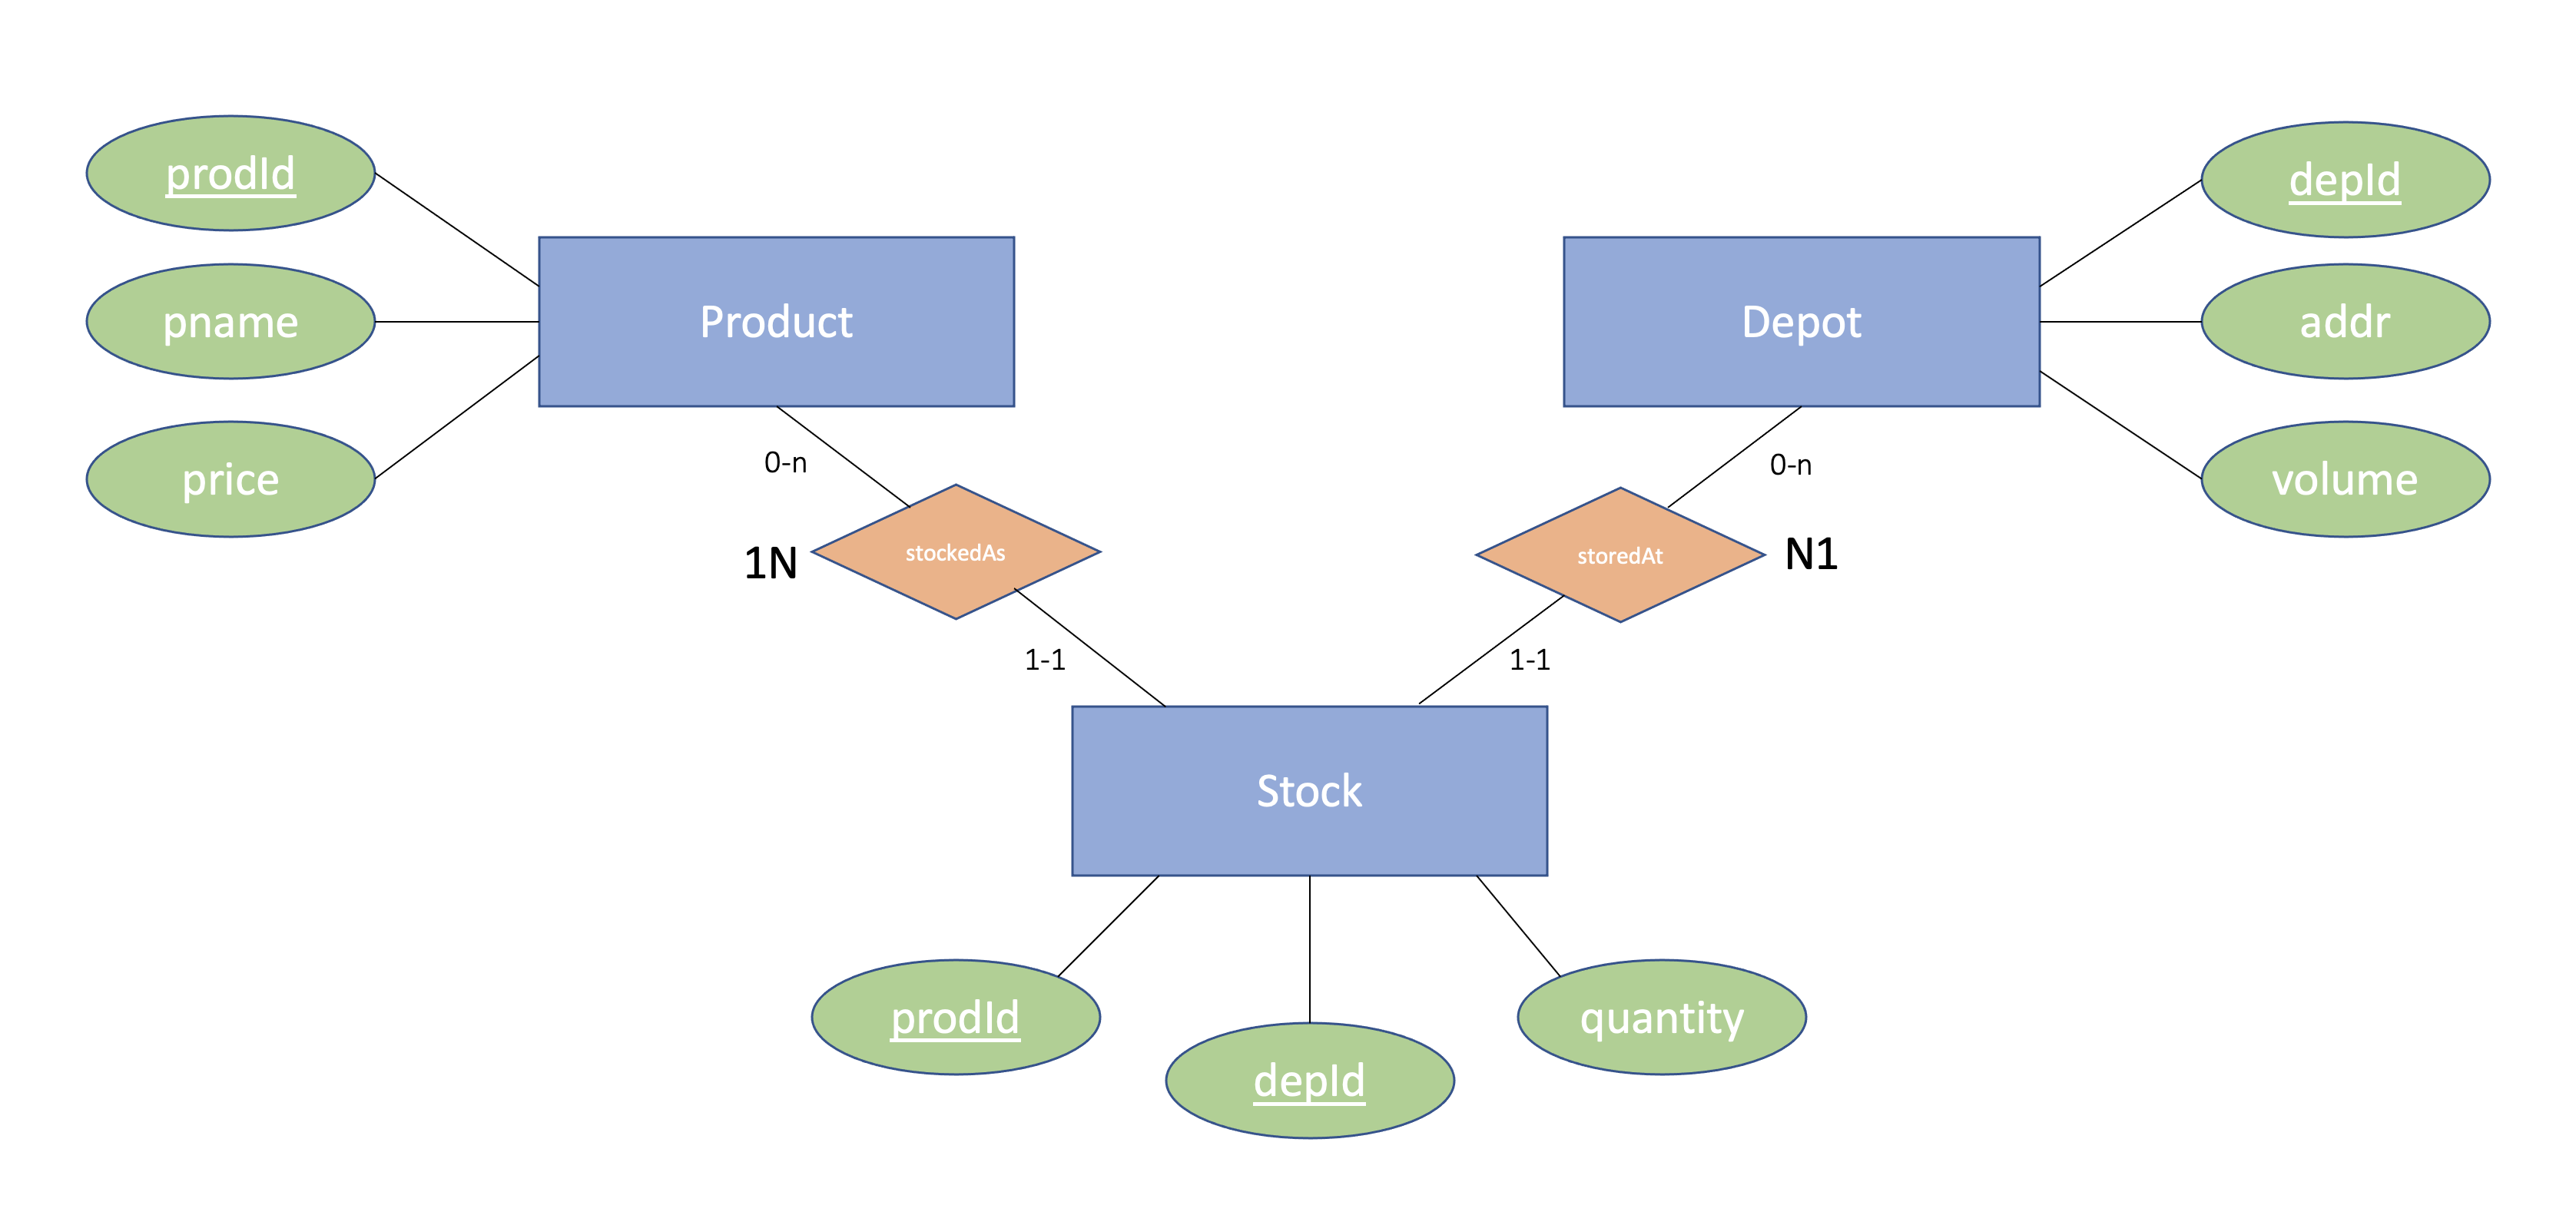 prodId
depId
pname
Product
Depot
addr
price
0-n
0-n
volume
1N
stockedAs
storedAt
N1
1-1
1-1
Stock
prodId
depId
quantity